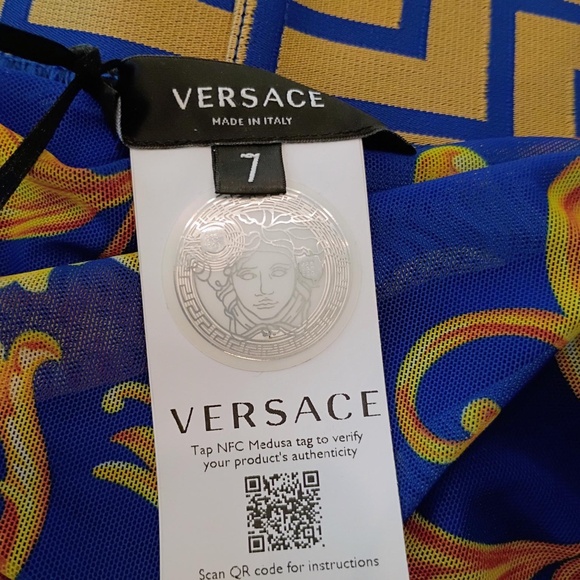 VERSACE
MADE IN ITALY
7
VERSACE
Tap NFC Medusa tag to verify
your product's authenticity
Scan QR code for instructions